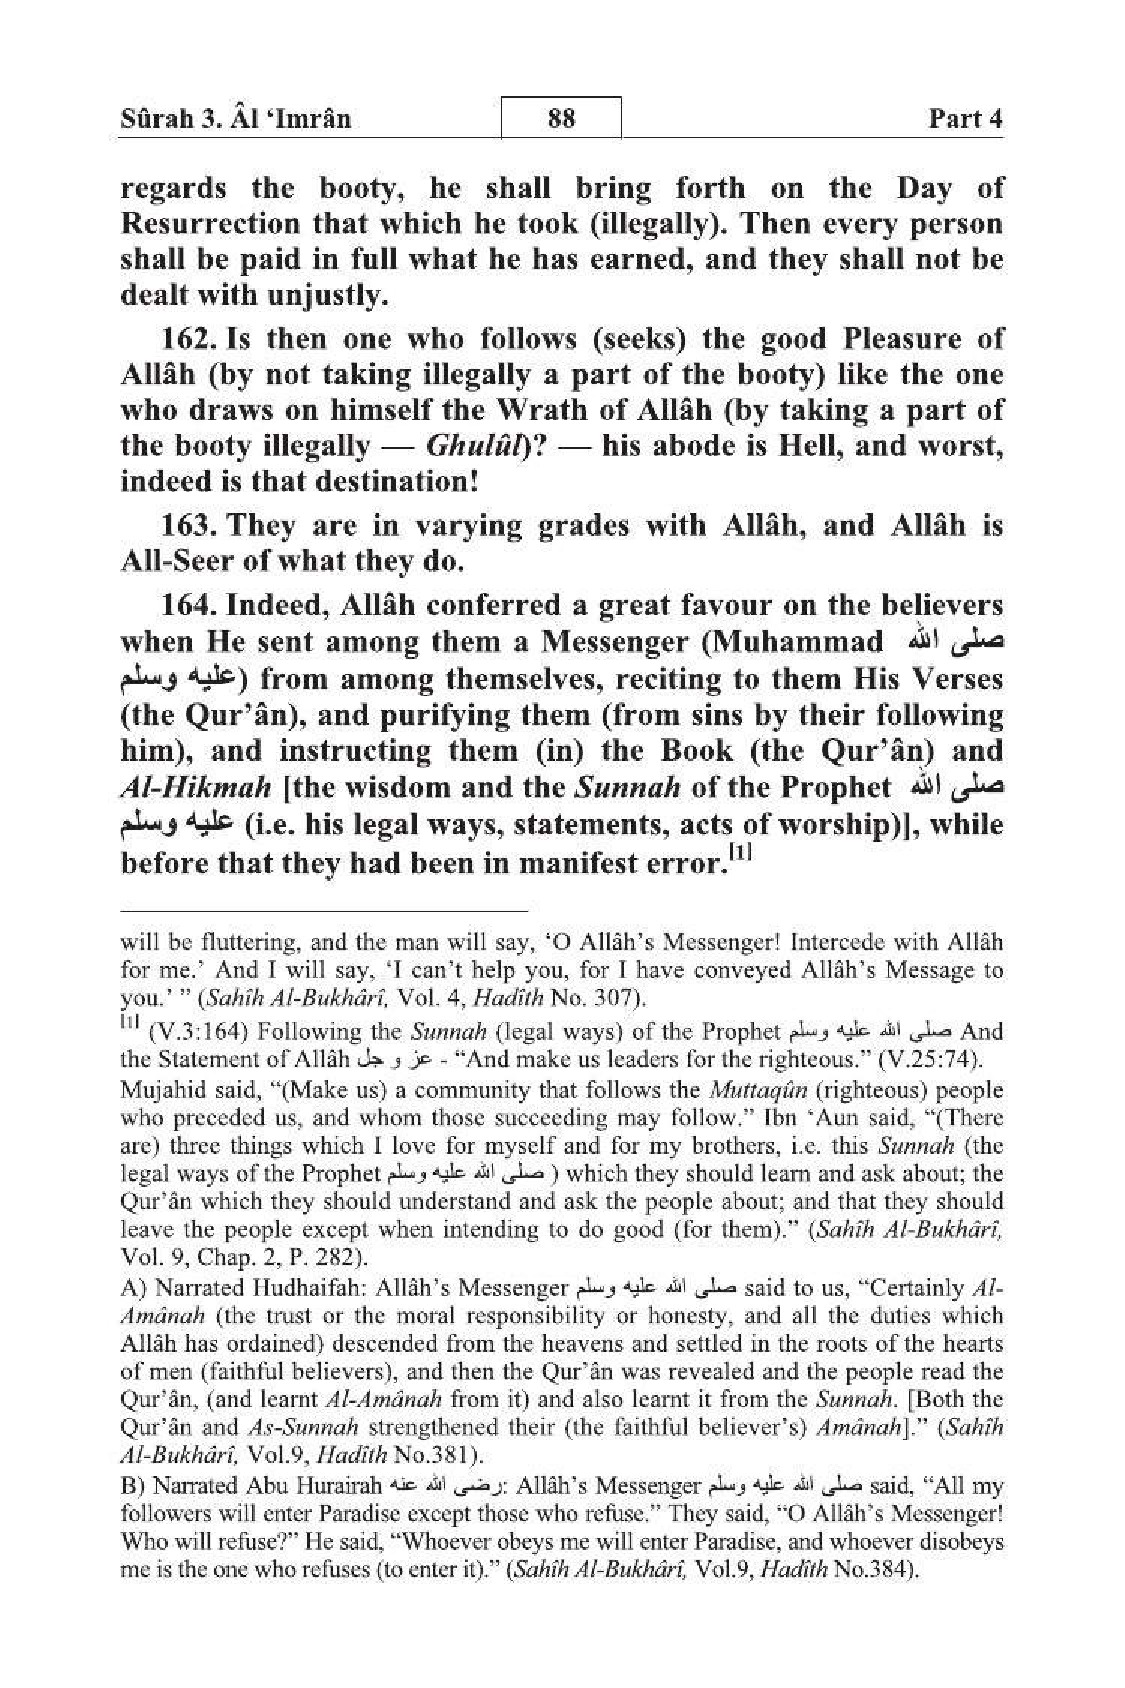 Sûrah 3. Âl ‘Imrân 88 Part 4
regards the booty, he shall bring forth on the Day of
Resurrection that which he took (illegally). Then every person
shall be paid in full what he has earned, and they shall not be
dealt with unjustly.
162. Is then one who follows (seeks) the good Pleasure of
Allâh (by not taking illegally a part of the booty) like the one
who draws on himself the Wrath of Allâh (by taking a part of
the booty illegally — Ghulûl)? — his abode is Hell, and worst,
indeed is that destination!
163. They are in varying grades with Allâh, and Allâh is
All-Seer of what they do.
164. Indeed, Allâh conferred a great favour on the believers
when He sent among them a Messenger (Muhammad صلى الله
عليه وسلم) from among themselves, reciting to them His Verses
(the Qur’ân), and purifying them (from sins by their following
him), and instructing them (in) the Book (the Qur’ân) and
Al-Hikmah [the wisdom and the Sunnah of the Prophet صلى الله
عليه وسلم (i.e. his legal ways, statements, acts of worship)], while
before that they had been in manifest error.[1]
will be fluttering, and the man will say, ‘O Allâh’s Messenger! Intercede with Allâh
for me.’ And I will say, ‘I can’t help you, for I have conveyed Allâh’s Message to
you.’ ” (Sahîh Al-Bukhârî, Vol. 4, Hadîth No. 307).
[1] (V.3:164) Following the Sunnah (legal ways) of the Prophet صلى الله عليه وسلم And
the Statement of Allâh عز و جل - “And make us leaders for the righteous.” (V.25:74).
Mujahid said, “(Make us) a community that follows the Muttaqûn (righteous) people
who preceded us, and whom those succeeding may follow.” Ibn ‘Aun said, “(There
are) three things which I love for myself and for my brothers, i.e. this Sunnah (the
legal ways of the Prophet صلى الله عليه وسلم ) which they should learn and ask about; the
Qur’ân which they should understand and ask the people about; and that they should
leave the people except when intending to do good (for them).” (Sahîh Al-Bukhârî,
Vol. 9, Chap. 2, P. 282).
A) Narrated Hudhaifah: Allâh’s Messenger صلى الله عليه وسلم said to us, “Certainly Al-
Amânah (the trust or the moral responsibility or honesty, and all the duties which
Allâh has ordained) descended from the heavens and settled in the roots of the hearts
of men (faithful believers), and then the Qur’ân was revealed and the people read the
Qur’ân, (and learnt Al-Amânah from it) and also learnt it from the Sunnah. [Both the
Qur’ân and As-Sunnah strengthened their (the faithful believer’s) Amânah].” (Sahîh
Al-Bukhârî, Vol.9, Hadîth No.381).
B) Narrated Abu Hurairah رضى الله عنه: Allâh’s Messenger صلى الله عليه وسلم said, “All my
followers will enter Paradise except those who refuse.” They said, “O Allâh’s Messenger!
Who will refuse?” He said, “Whoever obeys me will enter Paradise, and whoever disobeys
me is the one who refuses (to enter it).” (Sahîh Al-Bukhârî, Vol.9, Hadîth No.384).